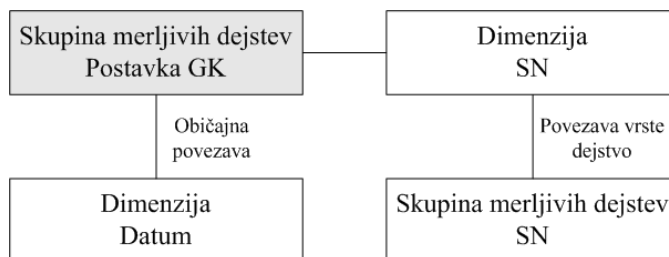 Skupina merljivih dejstev
Postavka GK
Dimenzija
SN
Običajna
povezava
Povezava vrste
dejstvo
Dimenzija
Datum
Skupina merljivih dejstev
SN